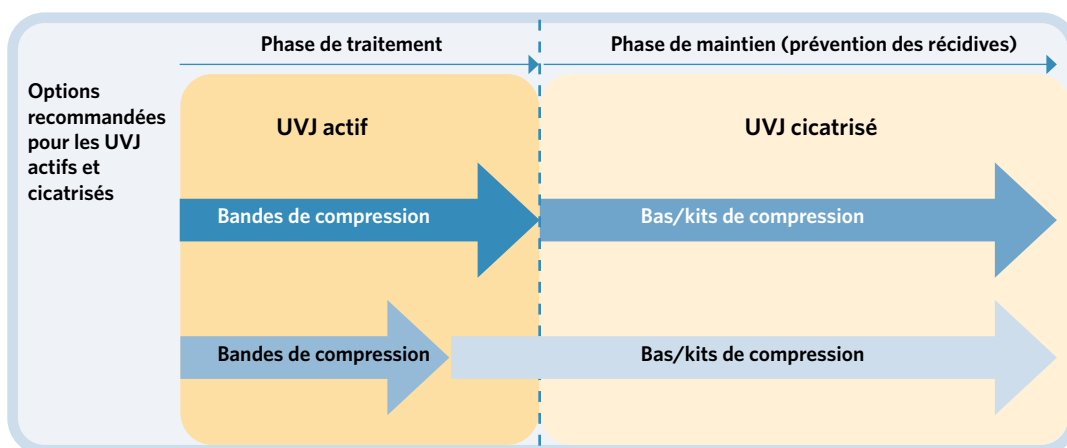 Phase de traitement
Phase de maintien (prévention des récidives)
Options
recommandées
pour les UVJ
actifs et
cicatrisés
UVJ actif
UVJ cicatrisé
Bandes de compression
Bas/kits de compression
Bandes de compression
Bas/kits de compression